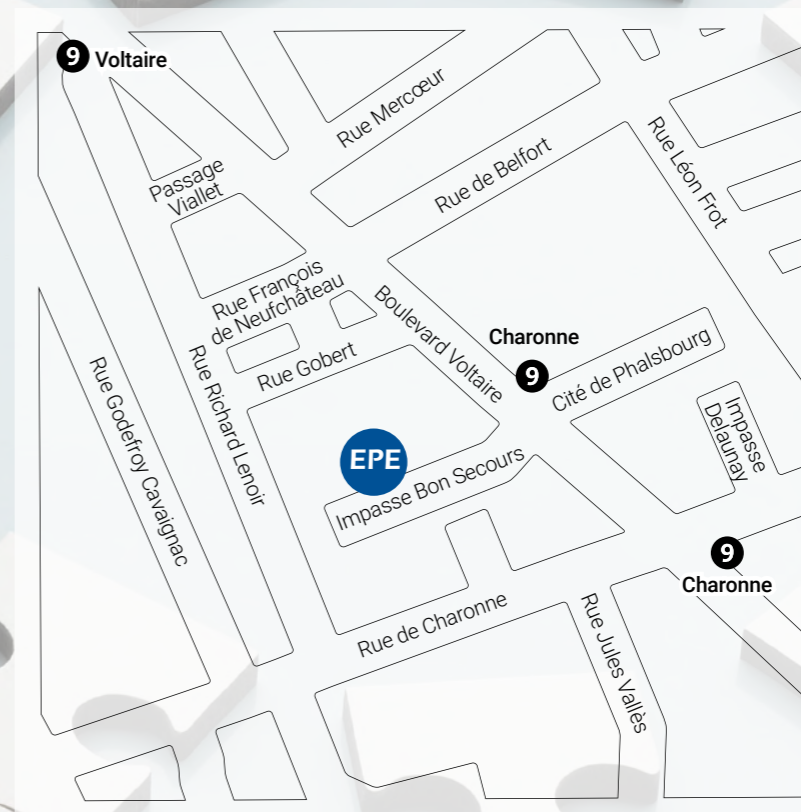 9 Voltaire
Rue Mercœur
Passage
Viallet
Rue de Belfort
Rue Léon Frot
Rue François
de Neufchâteau
Boulevard Voltaire
Charonne
9
Rue Gobert
Cité de Phalsbourg
Rue Godefroy Cavaignac
Rue Richard Lenoir
Impasse
Delaunay
EPE
Impasse Bon Secours
9
Charonne
Rue de Charonne
Rue Jules Vallès